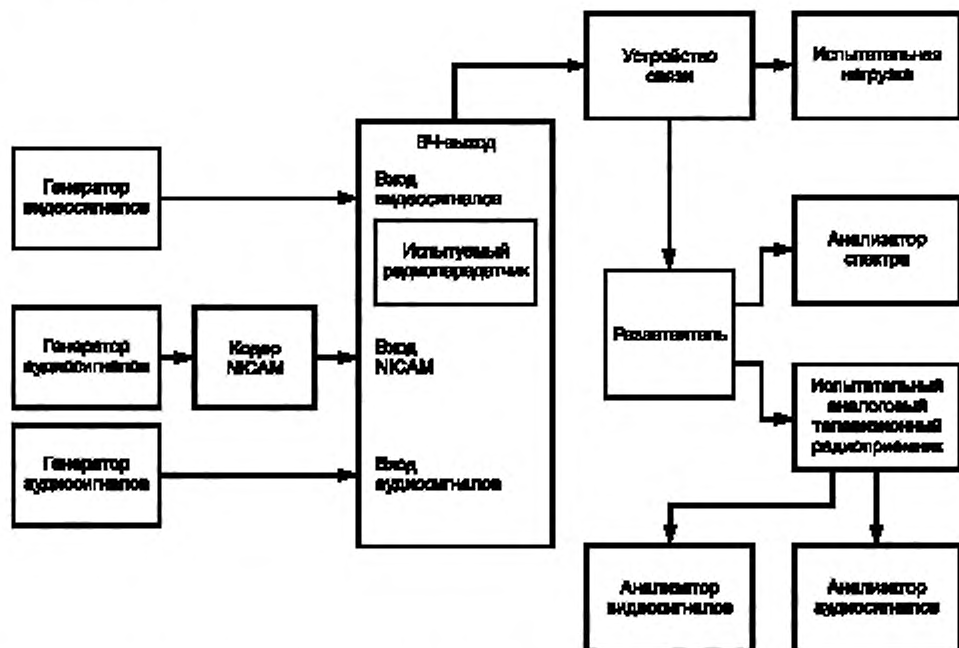 Устройство
связи
Испытательная
нагрузка
ВЧ-выход
Генератор
видеосигналов
Вход
видеосигналов
Испытуемый
радиопередатчик
Анализатор
спектра
Разветвитель
Генератор
аудиосигналов
Кодер
NICAM
Вход
NICAM
Испытательный
аналоговый
телевизионный
радиоприемник
Генератор
аудиосигналов
Вход
аудиосигналов
Анализатор
видеосигналов
Анализатор
аудиосигналов